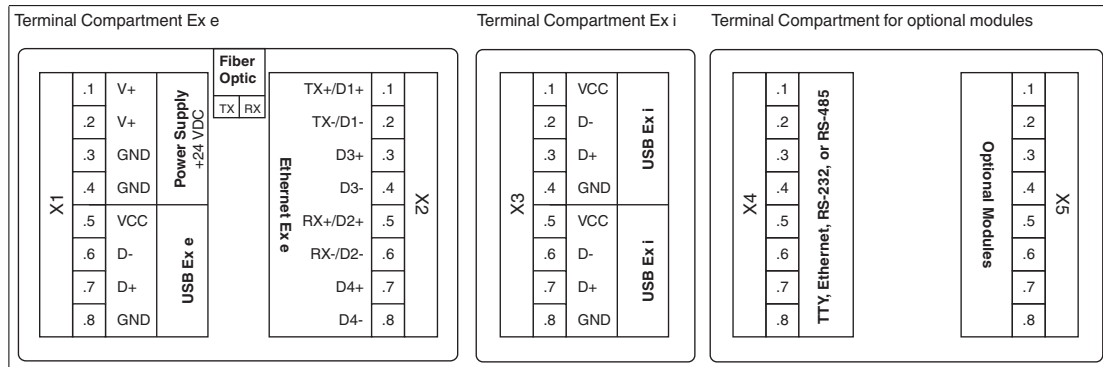 Terminal Compartment Ex e
Terminal Compartment Ex i
Terminal Compartment for optional modules
X1
.1 V+
.2 V+
.3 GND
.4 GND
.5 VCC
.6 D-
.7 D+
.8 GND
Power Supply
+24 VDC
USB Ex e
Fiber
Optic
TX RX
Ethernet Ex e
TX+/D1+ .1
TX-/D1- .2
D3+ .3
D3- .4
RX+/D2+ .5
RX-/D2- .6
D4+ .7
D4- .8
X2
X3
.1 VCC
.2 D-
.3 D+
.4 GND
.5 VCC
.6 D-
.7 D+
.8 GND
USB Ex i
USB Ex i
X4
.1
.2
.3
.4
.5
.6
.7
.8
TTY, Ethernet, RS-232, or RS-485
Optional Modules
.1
.2
.3
.4
.5
.6
.7
.8
X5